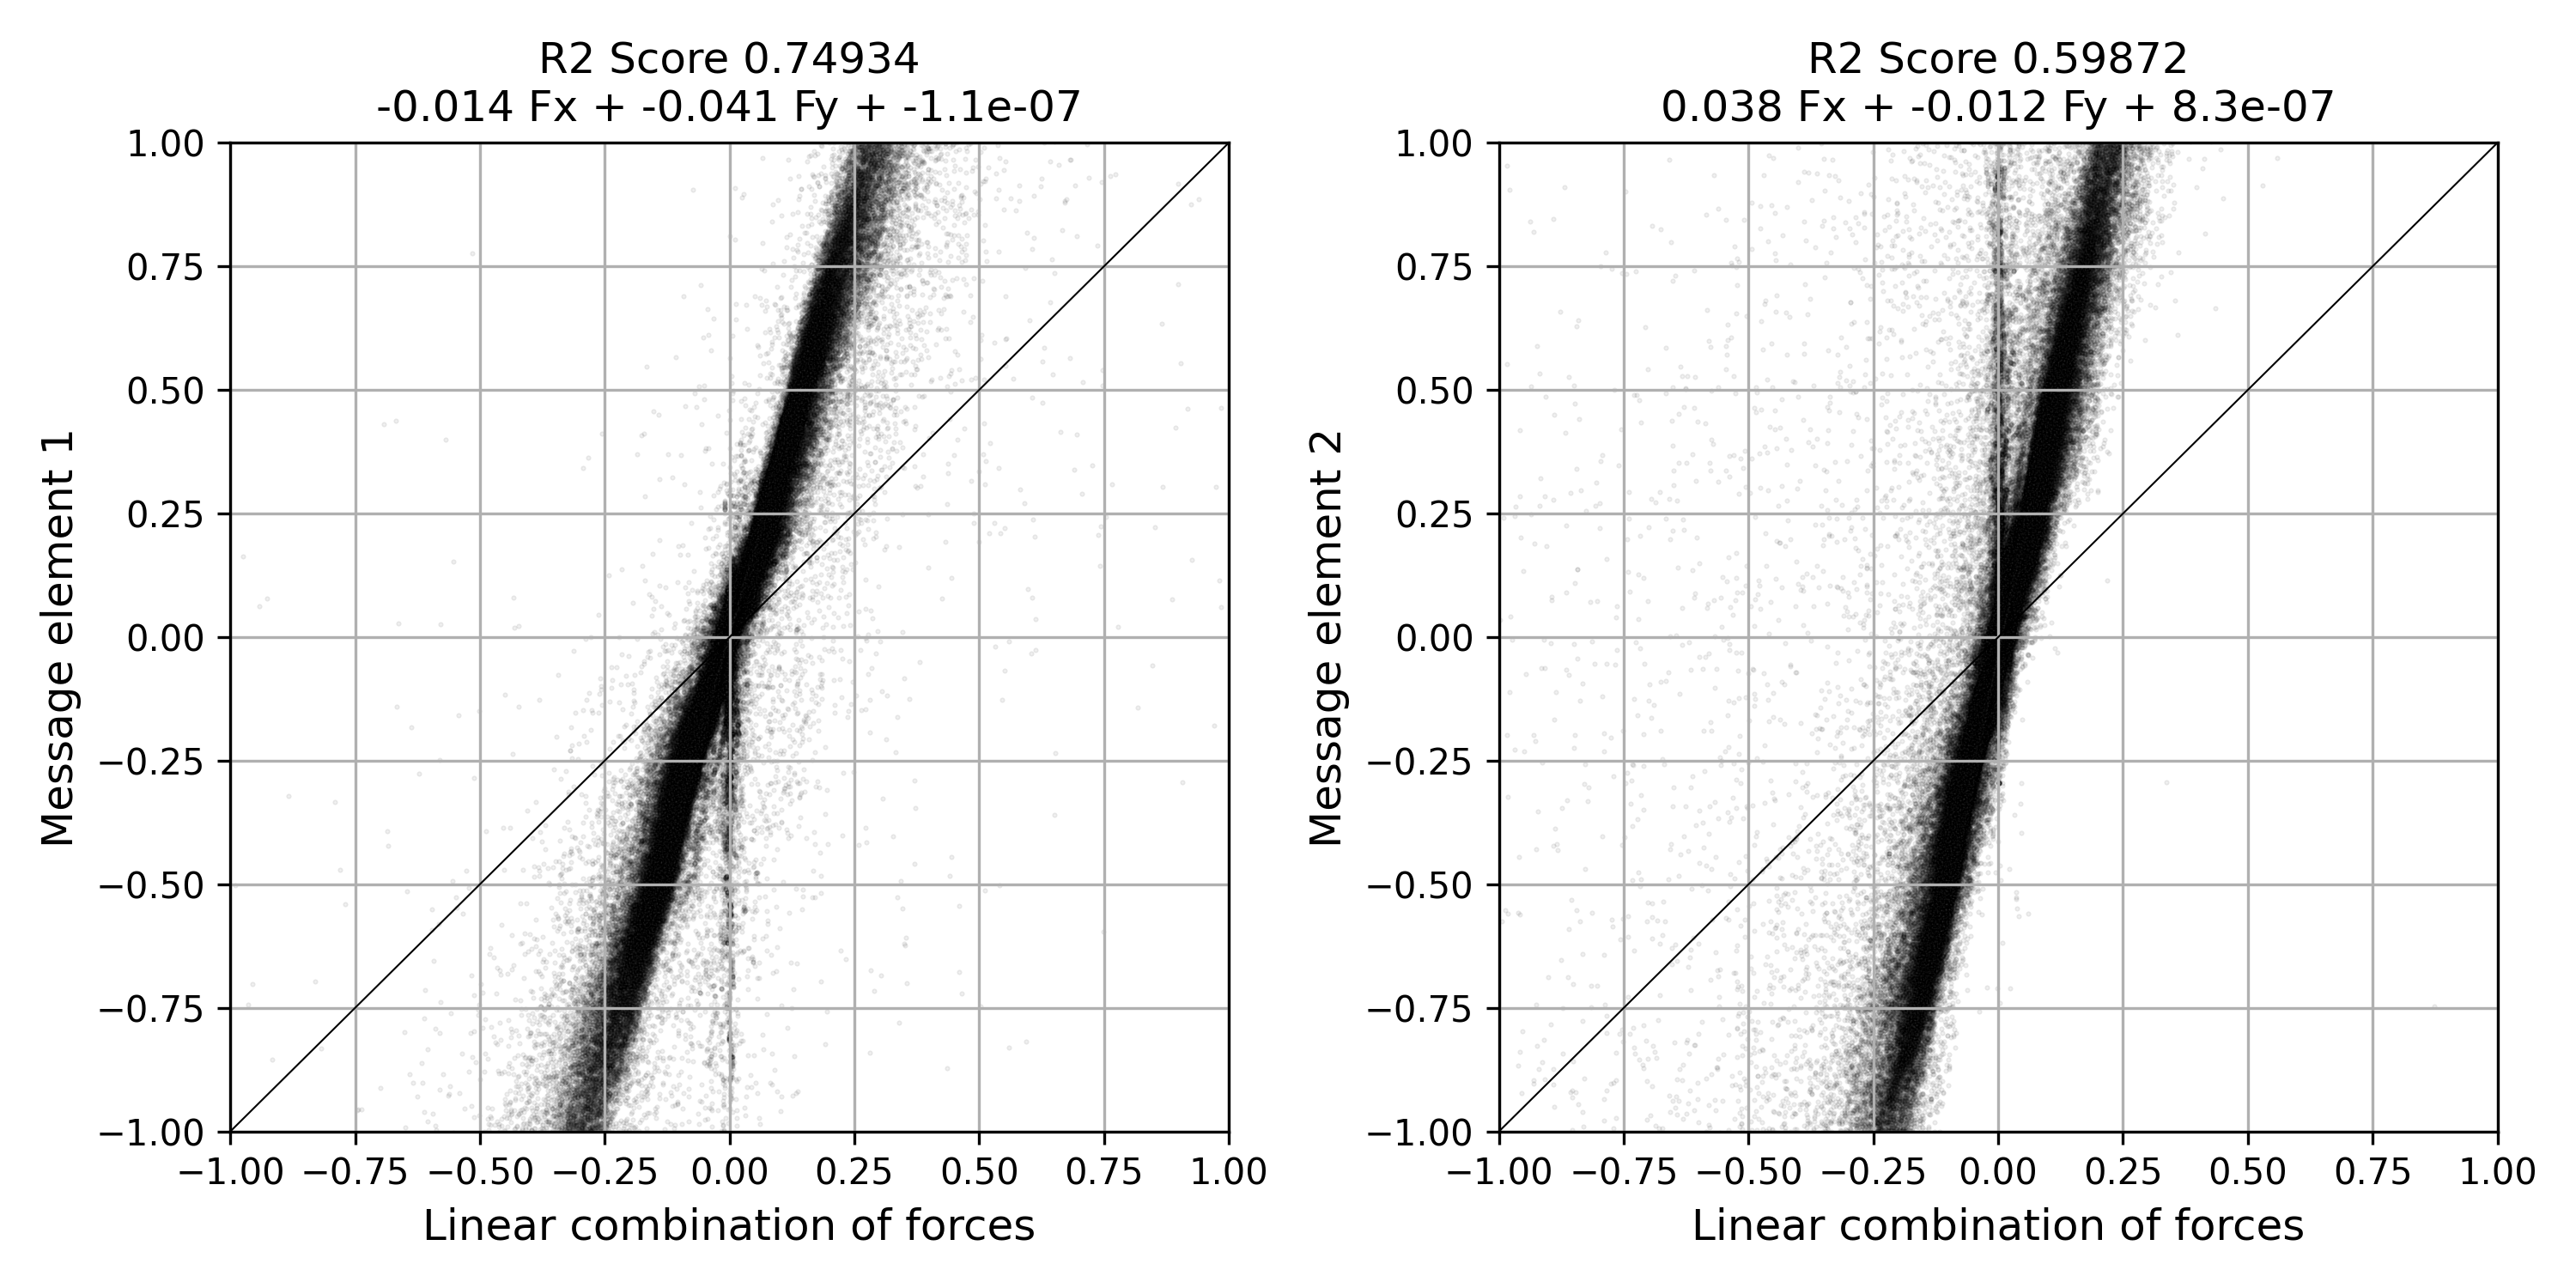 R2 Score 0.74934
-0.014 Fx + -0.041 Fy + -1.1e-07
1.00
0.75
0.50
0.25
0.00
−0.25
−0.50
−0.75
−1.00
Message element 1
−1.00 −0.75 −0.50 −0.25 0.00 0.25 0.50 0.75 1.00
Linear combination of forces
R2 Score 0.59872
0.038 Fx + -0.012 Fy + 8.3e-07
1.00
0.75
0.50
0.25
0.00
−0.25
−0.50
−0.75
−1.00
Message element 2
−1.00 −0.75 −0.50 −0.25 0.00 0.25 0.50 0.75 1.00
Linear combination of forces